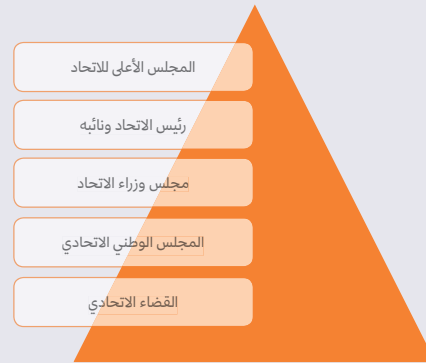 المجلس الأعلى للاتحاد
رئيس الاتحاد ونائبه
مجلس وزراء الاتحاد
المجلس الوطني الاتحادي
القضاء الاتحادي